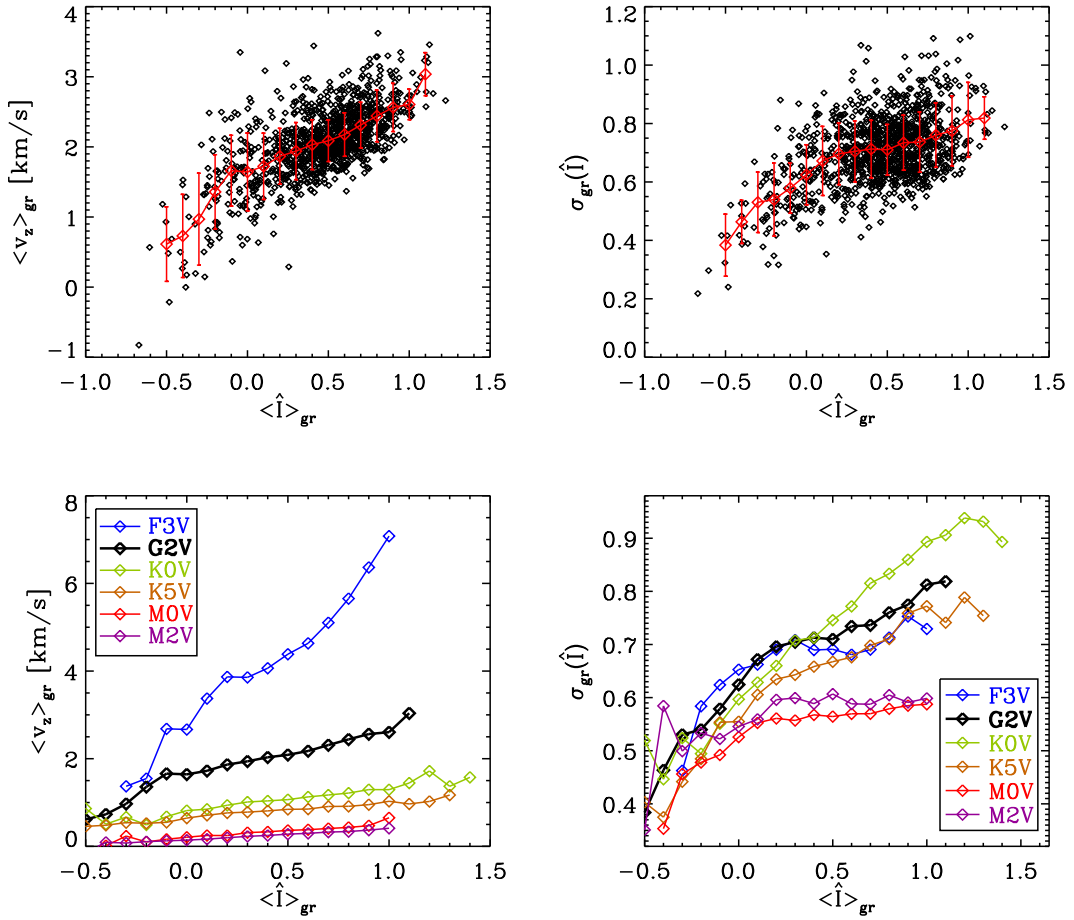 4
3
2
1
0
−1
<v_z>_gr [km/s]
−1.0 −0.5 0.0 0.5 1.0 1.5
<Î>_gr
1.2
1.0
0.8
0.6
0.4
0.2
0.0
σ_gr(Î)
−1.0 −0.5 0.0 0.5 1.0 1.5
<Î>_gr
8
6
4
2
0
<v_z>_gr [km/s]
F3V
G2V
K0V
K5V
M0V
M2V
−0.5 0.0 0.5 1.0 1.5
<Î>_gr
0.9
0.8
0.7
0.6
0.5
0.4
σ_gr(Î)
F3V
G2V
K0V
K5V
M0V
M2V
−0.5 0.0 0.5 1.0 1.5
<Î>_gr